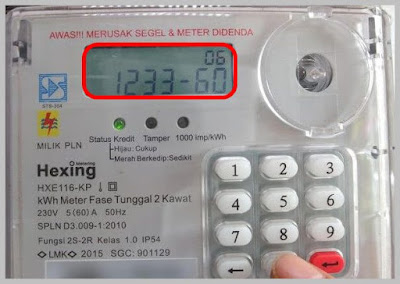 AWAS!!! MERUSAK SEGEL & METER DIDENDA
06
1233-60
MILIK PLN
Status Kredit Tamper 1000 Imp/kWh
Hijau: Cukup
Merah Berkedip: Sedikit
Hexing
HXE116-KP
kWh Meter Fase Tunggal 2 Kawat
230V 5(60)A 50Hz
SPLN D3.009-1:2010
Fungsi 2S-2R Kelas 1.0 IP54
LMK 2015 SGC: 901129
1 2 3
4 5 6
7 8 9